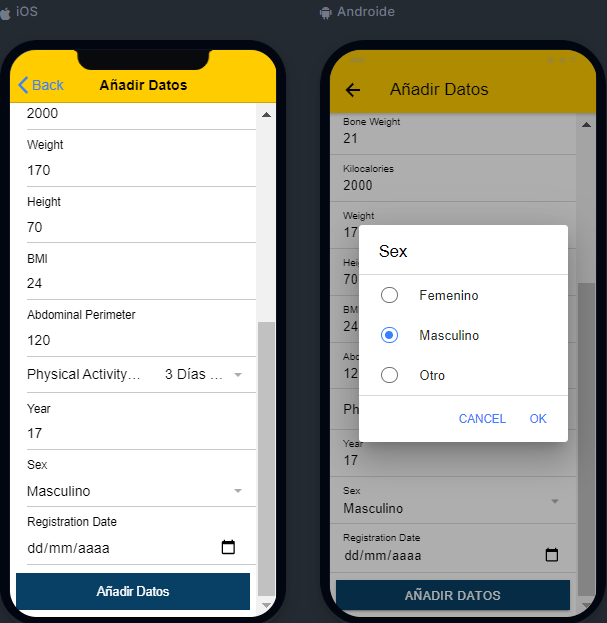 iOS
Back
Añadir Datos
2000
Weight
170
Height
70
BMI
24
Abdominal Perimeter
120
Physical Activity… 3 Días …
Year
17
Sex
Masculino
Registration Date
dd/mm/aaaa
Añadir Datos
Androide
Añadir Datos
Bone Weight
21
Kilocalories
2000
Weight
17
Hei
70
BM
24
Abd
12
Ph
Sex
Femenino
Masculino
Otro
CANCEL OK
Year
17
Sex
Masculino
Registration Date
dd/mm/aaaa
AÑADIR DATOS